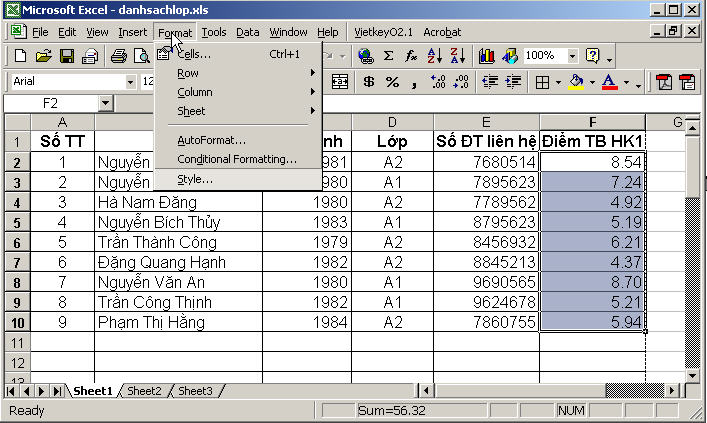 Microsoft Excel - danhsachlop.xls
File Edit View Insert Format Tools Data Window Help VietkeyO2.1 Acrobat
100%
Arial 12 $ % ,
F2
Cells... Ctrl+1
Row
Column
Sheet
AutoFormat...
Conditional Formatting...
Style...
A D E F G
1 Số TT Lớp Số ĐT liên hệ Điểm TB HK1
2 1 Nguyễn A2 7680514 8.54
3 2 Nguyễn A1 7895623 7.24
4 3 Hà Nam Đăng 1980 A2 7789562 4.92
5 4 Nguyễn Bích Thủy 1983 A1 8795623 5.19
6 5 Trần Thành Công 1979 A2 8456932 6.21
7 6 Đặng Quang Hạnh 1982 A2 8845213 4.37
8 7 Nguyễn Văn An 1980 A1 9690565 8.70
9 8 Trần Công Thịnh 1982 A1 9624678 5.21
10 9 Phạm Thị Hằng 1984 A2 7860755 5.94
11
12
Sheet1 Sheet2 Sheet3
Ready Sum=56.32 NUM